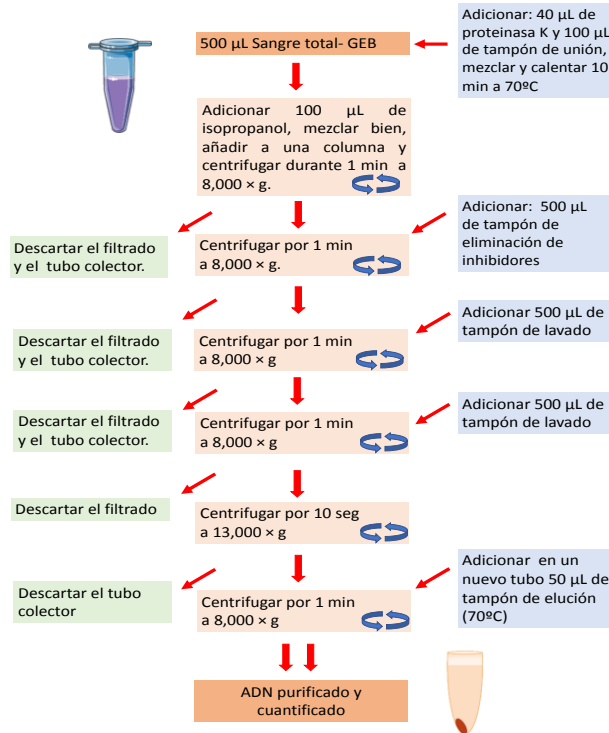 500 µL Sangre total- GEB
Adicionar: 40 µL de
proteinasa K y 100 µL
de tampón de unión,
mezclar y calentar 10
min a 70ºC
Adicionar 100 µL de
isopropanol, mezclar bien,
añadir a una columna y
centrifugar durante 1 min a
8,000 × g.
Descartar el filtrado
y el tubo colector.
Centrifugar por 1 min
a 8,000 × g.
Adicionar: 500 µL
de tampón de
eliminación de
inhibidores
Descartar el filtrado
y el tubo colector.
Centrifugar por 1 min
a 8,000 × g
Adicionar 500 µL de
tampón de lavado
Descartar el filtrado
y el tubo colector.
Centrifugar por 1 min
a 8,000 × g
Adicionar 500 µL de
tampón de lavado
Descartar el filtrado
Centrifugar por 10 seg
a 13,000 × g
Descartar el tubo
colector
Centrifugar por 1 min
a 8,000 × g
Adicionar en un
nuevo tubo 50 µL de
tampón de elución
(70ºC)
ADN purificado y
cuantificado